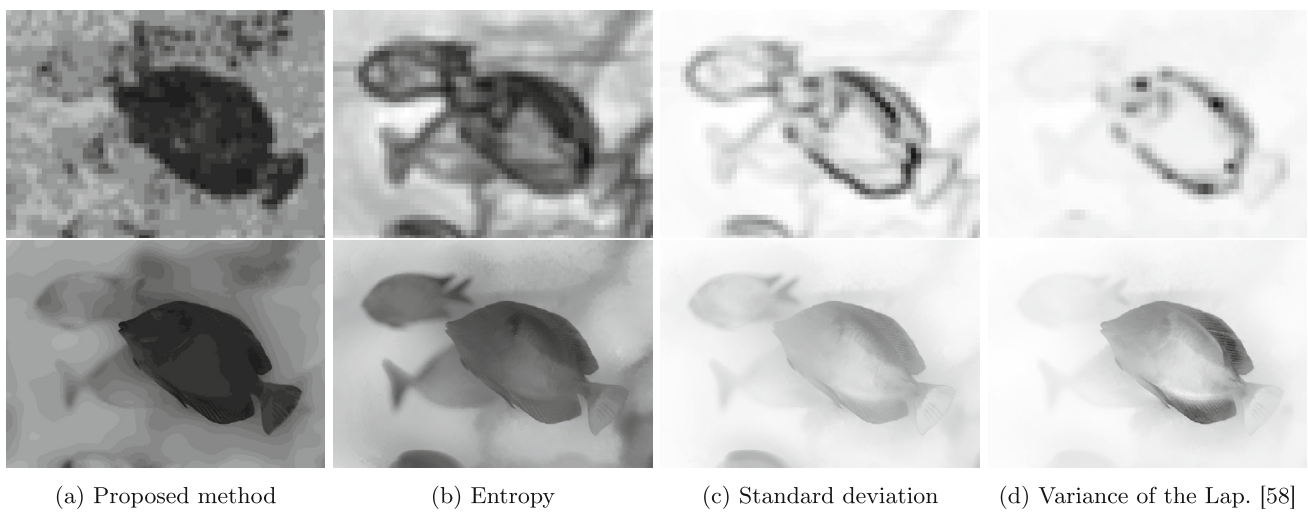 (a) Proposed method (b) Entropy (c) Standard deviation (d) Variance of the Lap. [58]